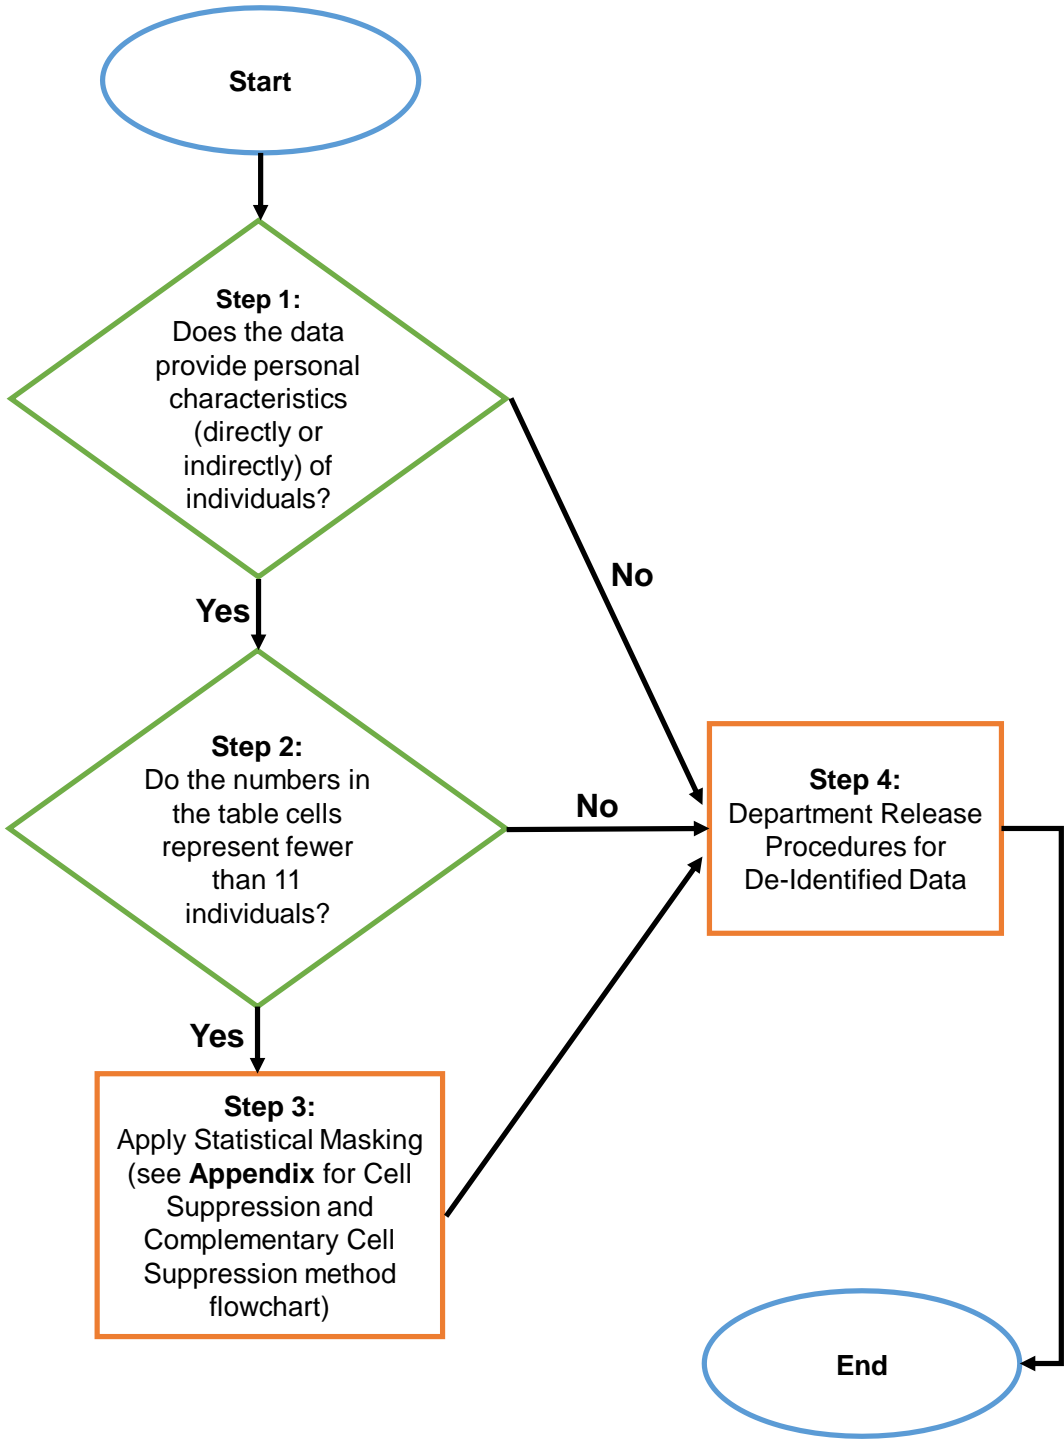 Start
Step 1:
Does the data
provide personal
characteristics
(directly or
indirectly) of
individuals?
No
Yes
Step 2:
Do the numbers in
the table cells
represent fewer
than 11
individuals?
No
Step 4:
Department Release
Procedures for
De-Identified Data
Yes
Step 3:
Apply Statistical Masking
(see Appendix for Cell
Suppression and
Complementary Cell
Suppression method
flowchart)
End